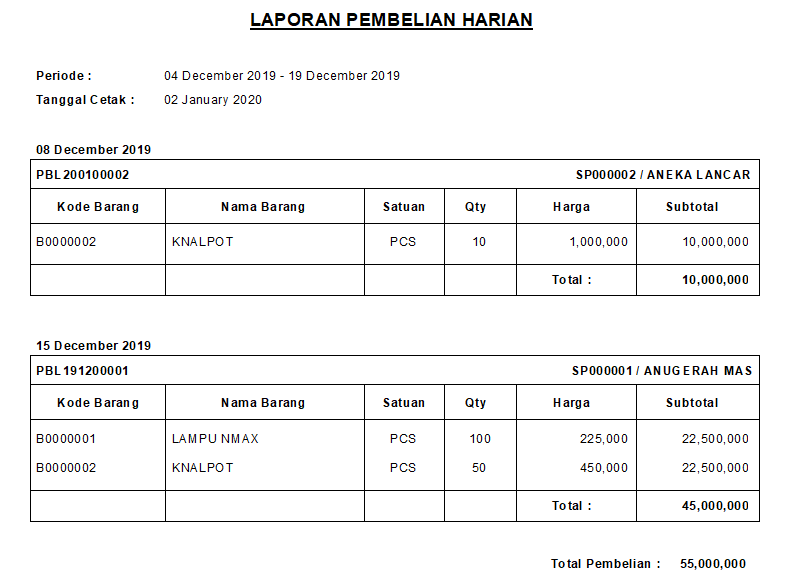 LAPORAN PEMBELIAN HARIAN
Periode : 04 December 2019 - 19 December 2019
Tanggal Cetak : 02 January 2020
08 December 2019
PBL200100002 SP000002 / ANEKA LANCAR
Kode Barang Nama Barang Satuan Qty Harga Subtotal
B0000002 KNALPOT PCS 10 1,000,000 10,000,000
Total : 10,000,000
15 December 2019
PBL191200001 SP000001 / ANUGERAH MAS
Kode Barang Nama Barang Satuan Qty Harga Subtotal
B0000001 LAMPU NMAX PCS 100 225,000 22,500,000
B0000002 KNALPOT PCS 50 450,000 22,500,000
Total : 45,000,000
Total Pembelian : 55,000,000